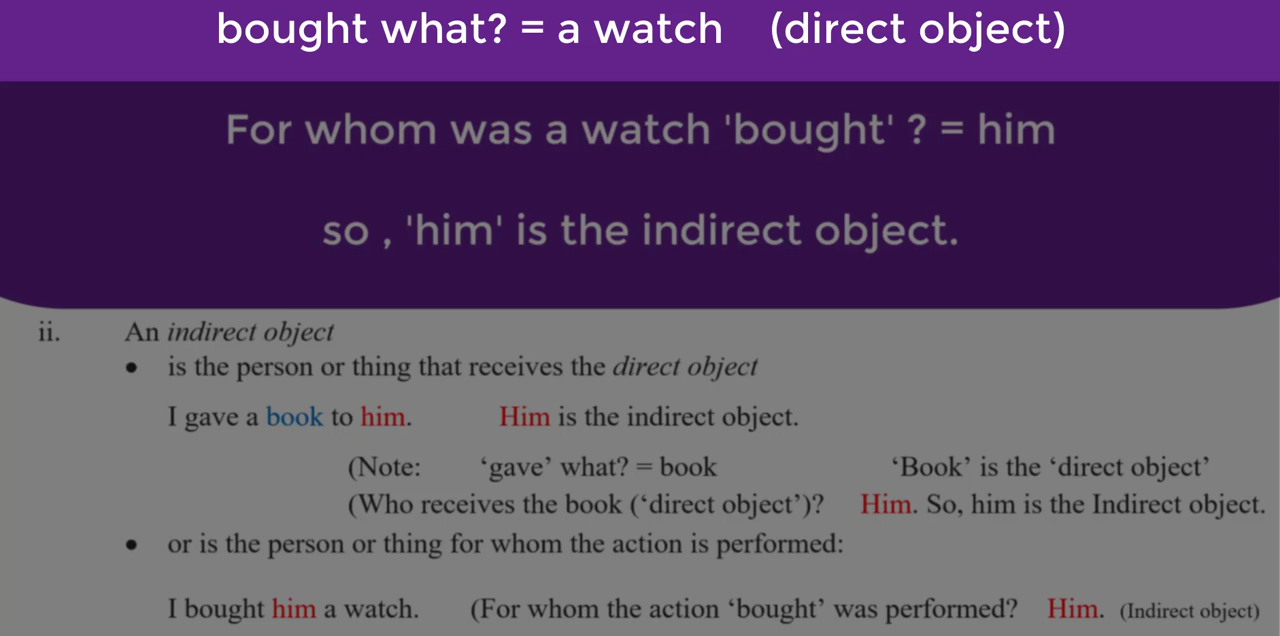 bought what? = a watch (direct object)
For whom was a watch 'bought' ? = him
so , 'him' is the indirect object.
ii. An indirect object
• is the person or thing that receives the direct object
I gave a book to him. Him is the indirect object.
(Note: ‘gave’ what? = book ‘Book’ is the ‘direct object’
(Who receives the book (‘direct object’)? Him. So, him is the Indirect object.
• or is the person or thing for whom the action is performed:
I bought him a watch. (For whom the action ‘bought’ was performed? Him. (Indirect object)